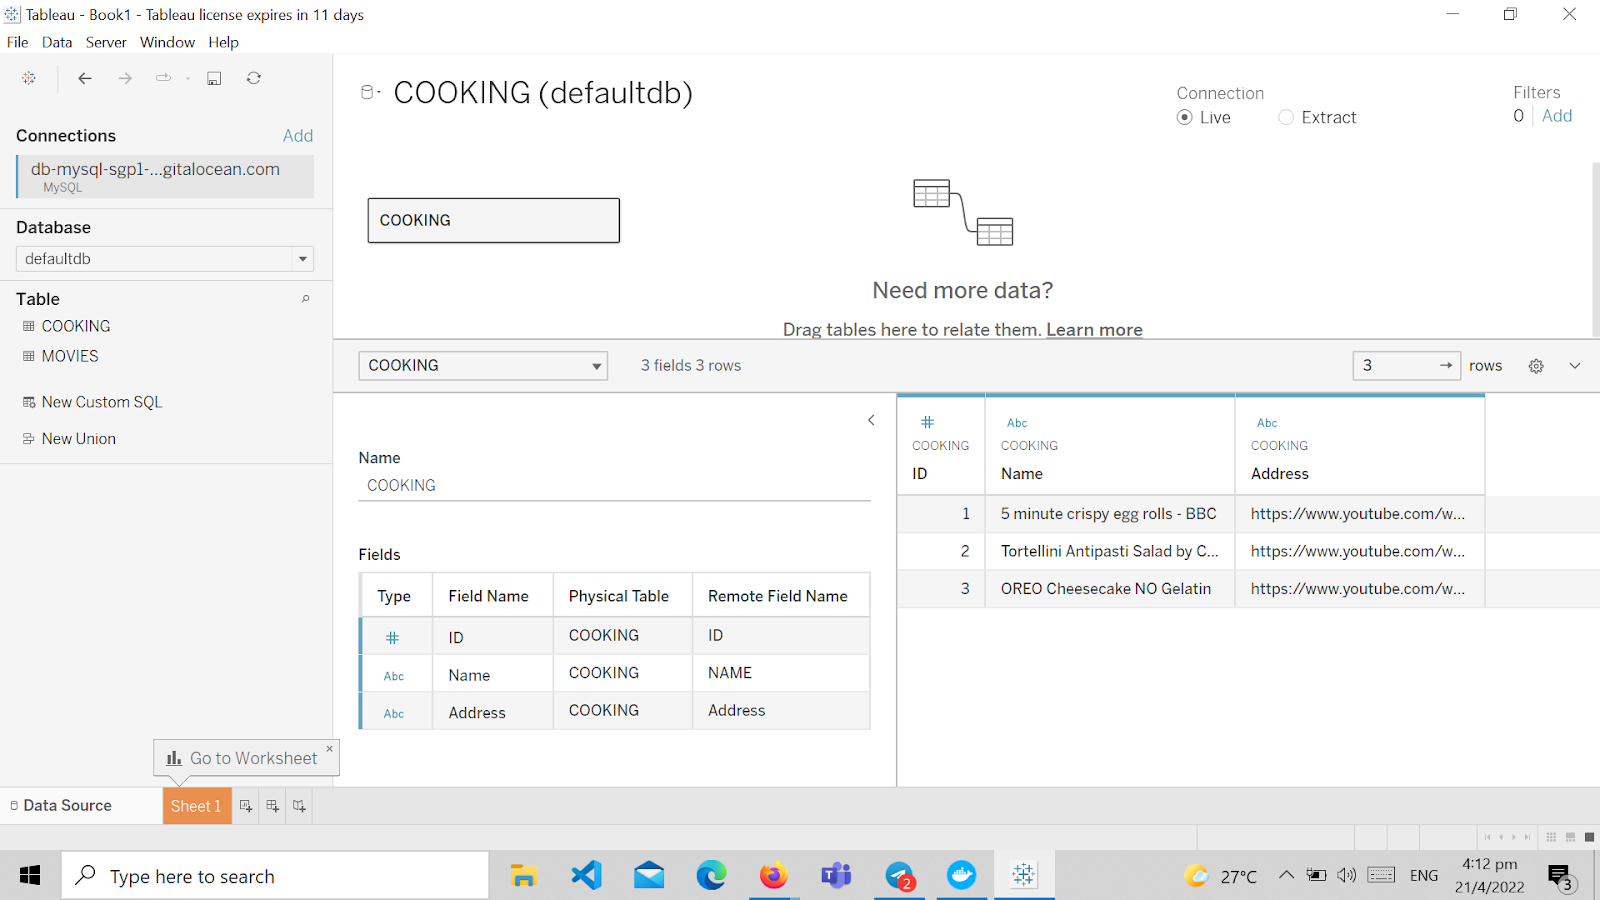 Tableau - Book1 - Tableau license expires in 11 days
File Data Server Window Help
Connections Add
db-mysql-sgp1-...gitalocean.com
MySQL
Database
defaultdb
Table
COOKING
MOVIES
New Custom SQL
New Union
COOKING (defaultdb)
Connection
Live Extract
Filters
0 Add
COOKING
Need more data?
Drag tables here to relate them. Learn more
COOKING 3 fields 3 rows 3 → rows
Name
COOKING
Fields
Type Field Name Physical Table Remote Field Name
# ID COOKING ID
Abc Name COOKING NAME
Abc Address COOKING Address
# Abc Abc
COOKING COOKING COOKING
ID Name Address
1 5 minute crispy egg rolls - BBC https://www.youtube.com/w...
2 Tortellini Antipasti Salad by C... https://www.youtube.com/w...
3 OREO Cheesecake NO Gelatin https://www.youtube.com/w...
Go to Worksheet
Data Source Sheet 1
Type here to search
2
27°C ENG
4:12 pm
21/4/2022
3